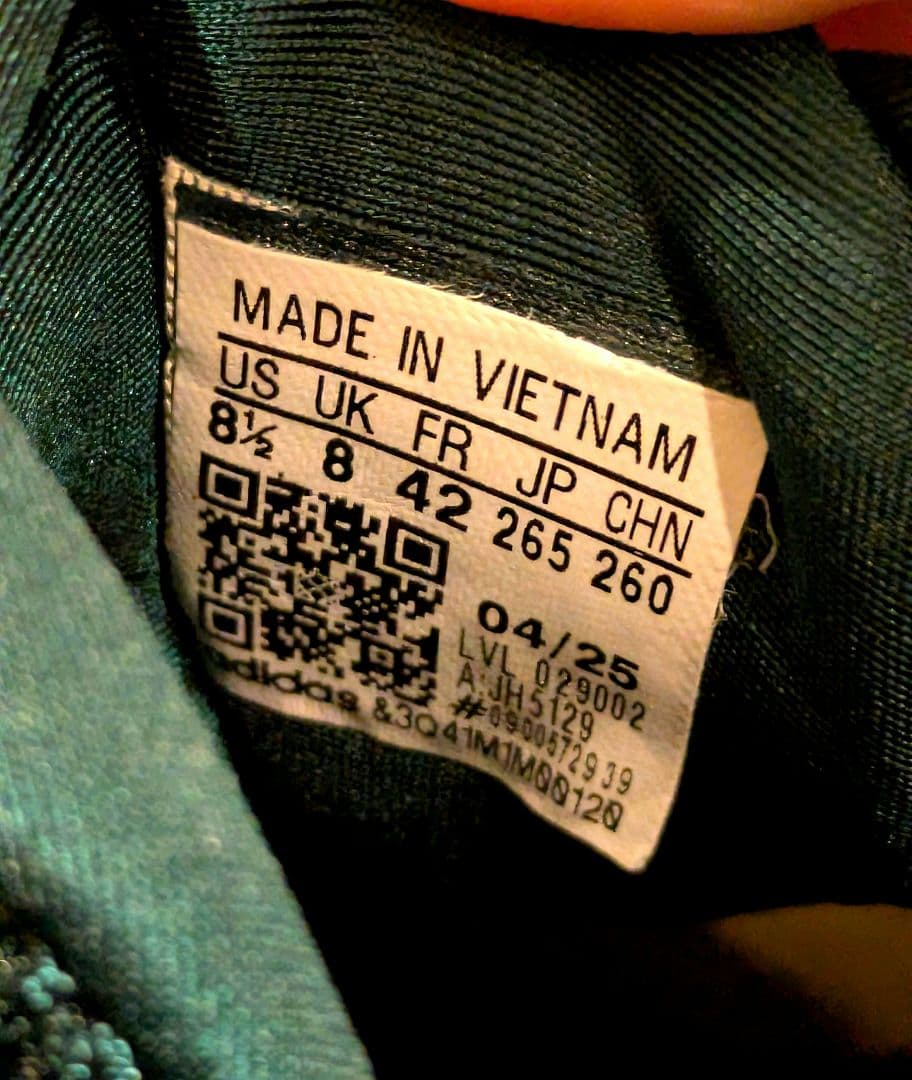 MADE IN VIETNAM
US UK FR JP CHN
8½ 8 42 265 260
04/25
LVL 029002
A:JH5129
#0900572939
adidas &3Q41M1M00120